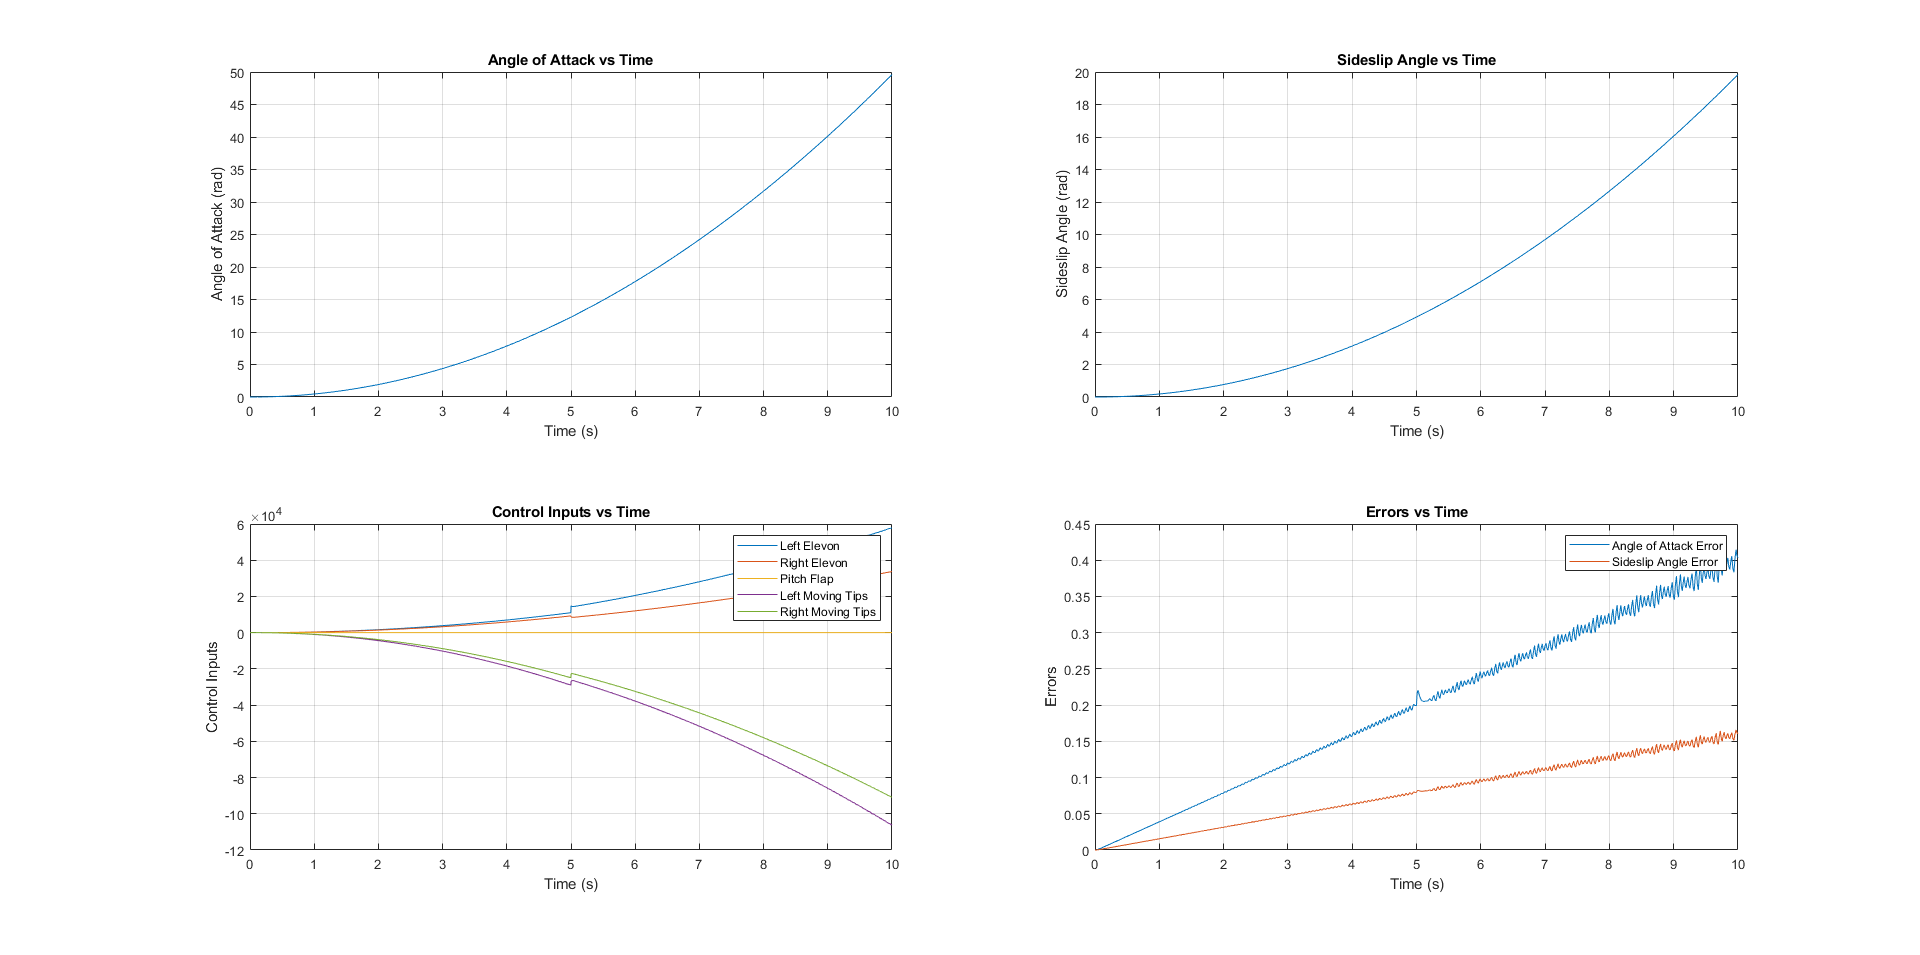 Angle of Attack vs Time
Angle of Attack (rad)
50
45
40
35
30
25
20
15
10
5
0
0 1 2 3 4 5 6 7 8 9 10
Time (s)
Sideslip Angle vs Time
Sideslip Angle (rad)
20
18
16
14
12
10
8
6
4
2
0
0 1 2 3 4 5 6 7 8 9 10
Time (s)
Control Inputs vs Time
×10^4
Control Inputs
6
4
2
0
-2
-4
-6
-8
-10
-12
Left Elevon
Right Elevon
Pitch Flap
Left Moving Tips
Right Moving Tips
0 1 2 3 4 5 6 7 8 9 10
Time (s)
Errors vs Time
Errors
0.45
0.4
0.35
0.3
0.25
0.2
0.15
0.1
0.05
0
Angle of Attack Error
Sideslip Angle Error
0 1 2 3 4 5 6 7 8 9 10
Time (s)